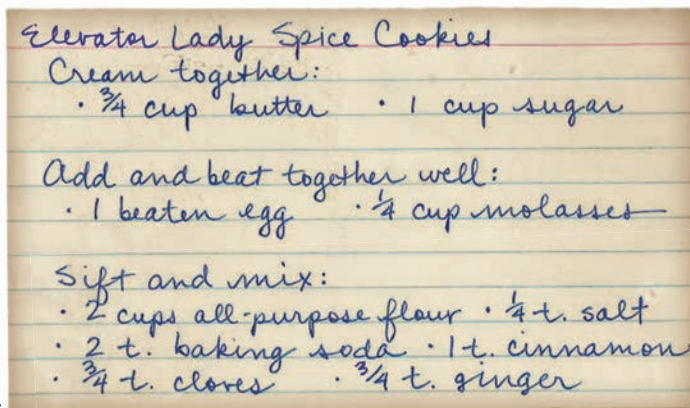 Elevator Lady Spice Cookies
Cream together:
· 3/4 cup butter · 1 cup sugar
Add and beat together well:
· 1 beaten egg · 1/4 cup molasses
Sift and mix:
· 2 cups all-purpose flour · 1/4 t. salt
· 2 t. baking soda · 1 t. cinnamon
· 3/4 t. cloves · 3/4 t. ginger